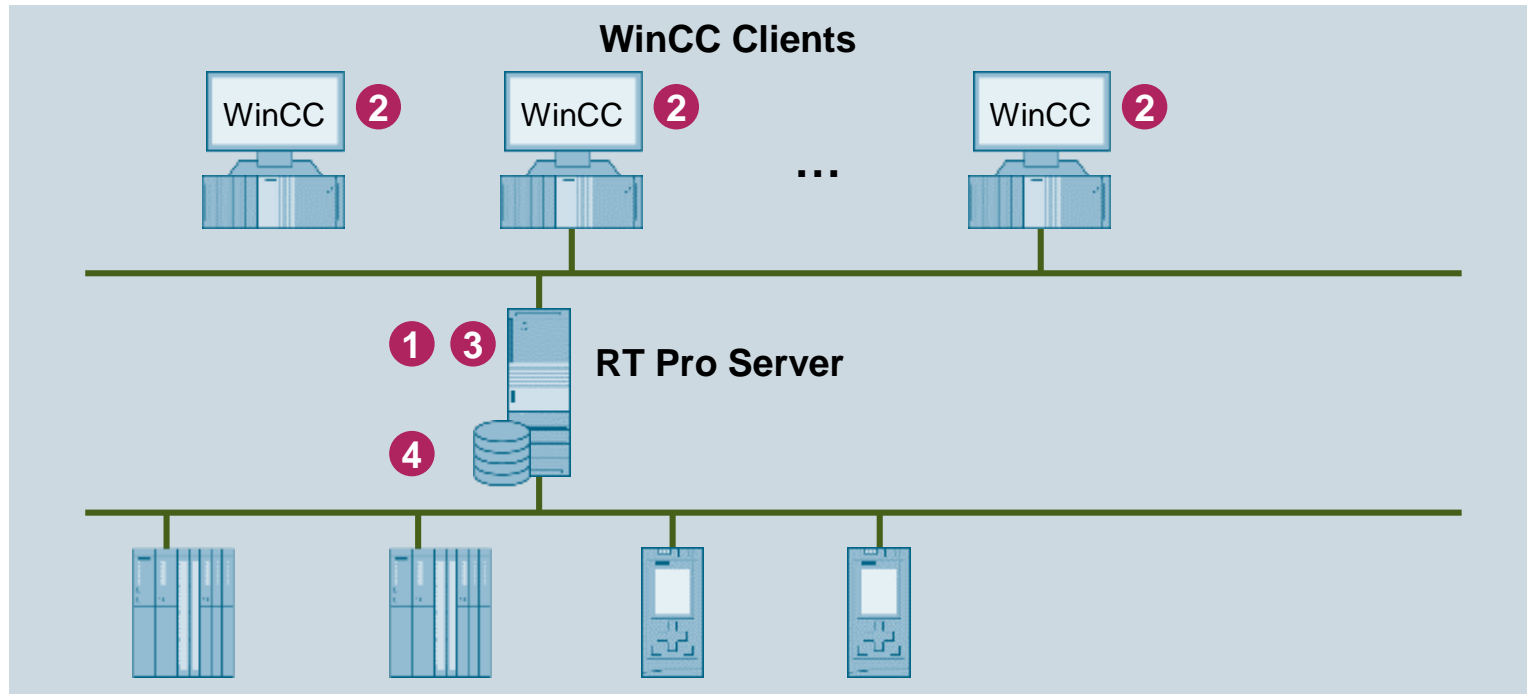 WinCC Clients
WinCC 2 WinCC 2 WinCC 2
...
1 3 RT Pro Server
4